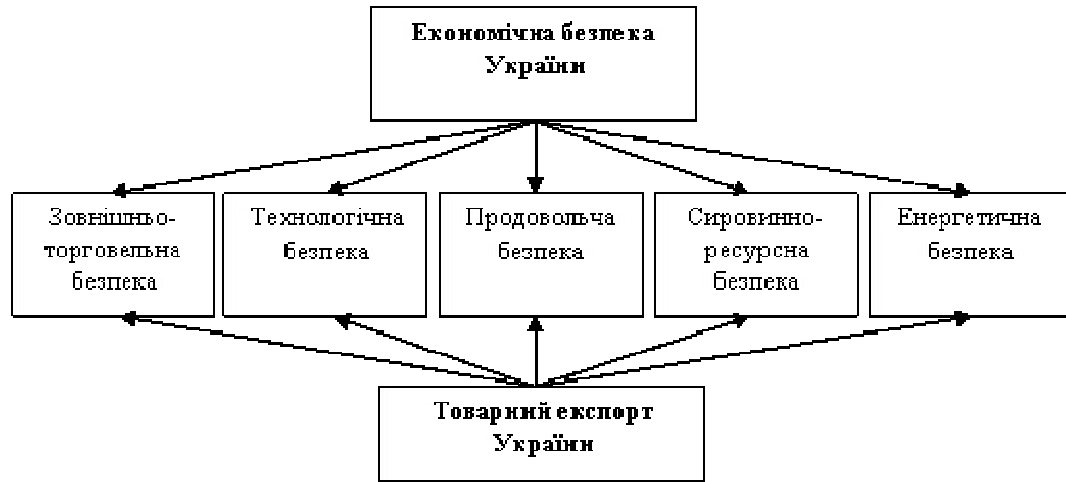 Економічна безпека
України
Зовнішньо-
торговельна
безпека
Технологічна
безпека
Продовольча
безпека
Сировинно-
ресурсна
безпека
Енергетична
безпека
Товарний експорт
України